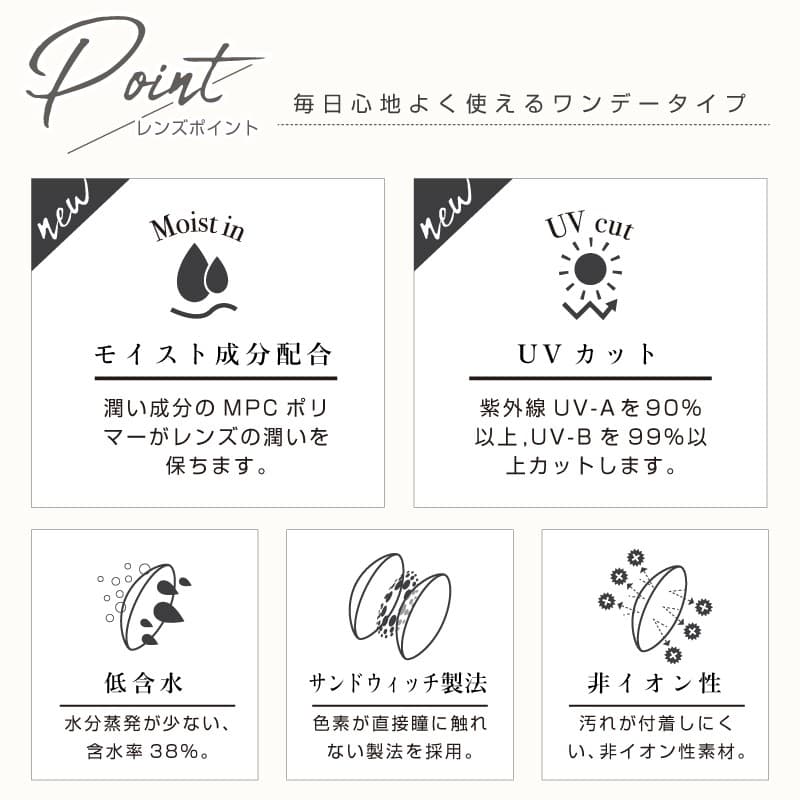 Point
レンズポイント
毎日心地よく使えるワンデータイプ
new
Moist in
モイスト成分配合
潤い成分のMPCポリ
マーがレンズの潤いを
保ちます。
new
UV cut
UVカット
紫外線UV-Aを90%
以上,UV-Bを99%以
上カットします。
低含水
水分蒸発が少ない、
含水率38%。
サンドウィッチ製法
色素が直接瞳に触れ
ない製法を採用。
非イオン性
汚れが付着しにく
い、非イオン性素材。